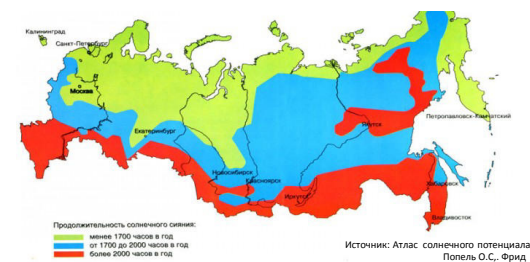 Калининград
Санкт-Петербург
Москва
Екатеринбург
Новосибирск
Красноярск
Иркутск
Якутск
Петропавловск-Камчатский
Хабаровск
Владивосток
Продолжительность солнечного сияния:
менее 1700 часов в год
от 1700 до 2000 часов в год
более 2000 часов в год
Источник: Атлас солнечного потенциала
Попель О.С,. Фрид